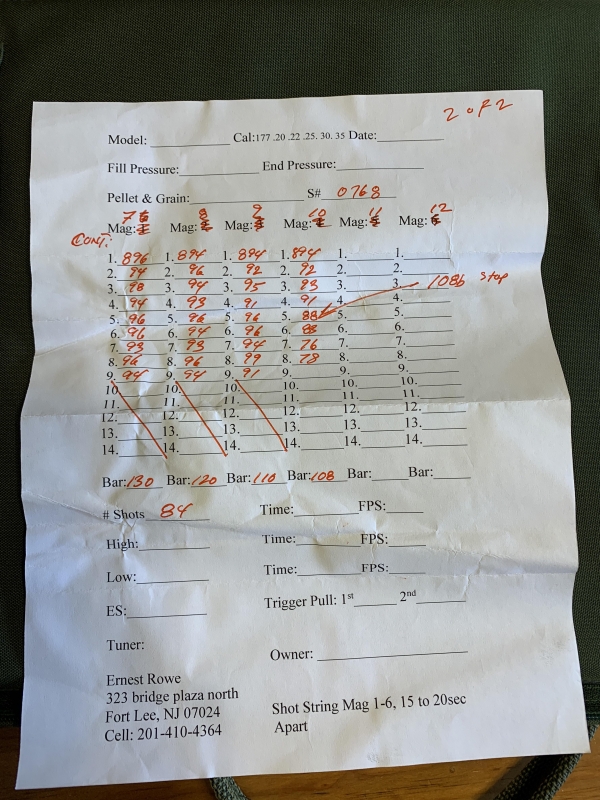 2 of 2
Model: Cal:177 .20 .22 .25. 30. 35 Date:
Fill Pressure: End Pressure:
Pellet & Grain: S# 0768
7 8 9 10 11 12
Mag: Mag: Mag: Mag: Mag: Mag:
CONT.
1. 896 1. 894 1. 894 1. 894 1. 1.
2. 94 2. 96 2. 92 2. 92 2. 2.
3. 98 3. 94 3. 95 3. 93 3. 3. 108b stop
4. 94 4. 93 4. 91 4. 91 4. 4.
5. 96 5. 96 5. 96 5. 88 5. 5.
6. 96 6. 94 6. 96 6. 6. 6.
7. 93 7. 93 7. 94 7. 76 7. 7.
8. 96 8. 96 8. 99 8. 78 8. 8.
9. 94 9. 94 9. 91 9. 9. 9.
10. 10. 10. 10. 10. 10.
11. 11. 11. 11. 11. 11.
12. 12. 12. 12. 12. 12.
13. 13. 13. 13. 13. 13.
14. 14. 14. 14. 14. 14.
Bar: 130 Bar: 120 Bar: 110 Bar: 108 Bar: Bar:
# Shots 84 Time: FPS:
High: Time: FPS:
Low: Time: FPS:
ES: Trigger Pull: 1st 2nd
Tuner: Owner:
Ernest Rowe
323 bridge plaza north
Fort Lee, NJ 07024
Cell: 201-410-4364
Shot String Mag 1-6, 15 to 20sec
Apart